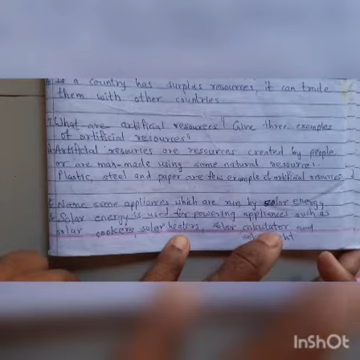 If a country has surplus resources, it can trade
them with other countries.
What are artificial resources? Give three examples
of artificial resources?
Artificial resources are resources created by people
or are man-made using some natural resources.
Plastic, steel and paper are few example of artificial resources
Name some appliances which are run by solar energy.
Solar energy is used for powering appliances such as
solar cookers, solar heaters, solar calculator and
light
InShOt